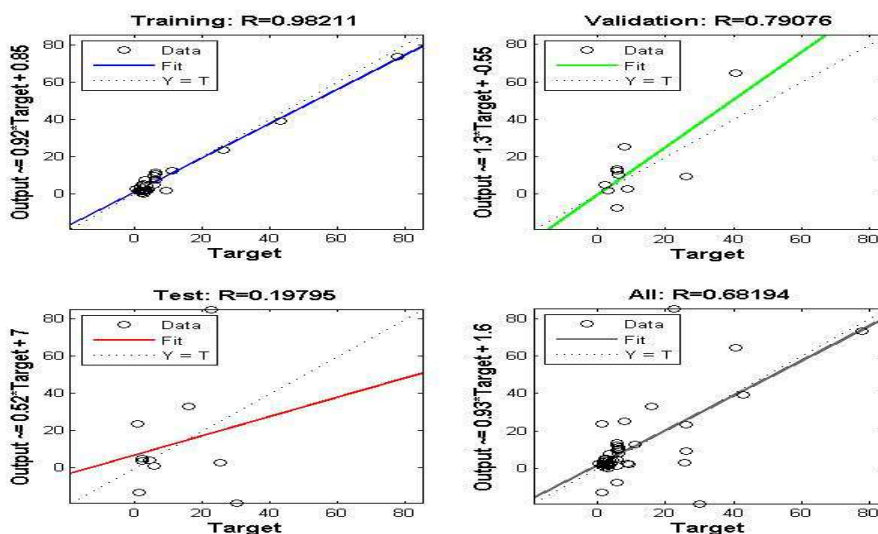 Training: R=0.98211
Output ~= 0.92*Target + 0.85
80
60
40
20
0
Data
Fit
Y = T
0 20 40 60 80
Target
Validation: R=0.79076
Output ~= 1.3*Target + -0.55
80
60
40
20
0
Data
Fit
Y = T
0 20 40 60 80
Target
Test: R=0.19795
Output ~= 0.52*Target + 7
80
60
40
20
0
Data
Fit
Y = T
0 20 40 60 80
Target
All: R=0.68194
Output ~= 0.93*Target + 1.6
80
60
40
20
0
Data
Fit
Y = T
0 20 40 60 80
Target